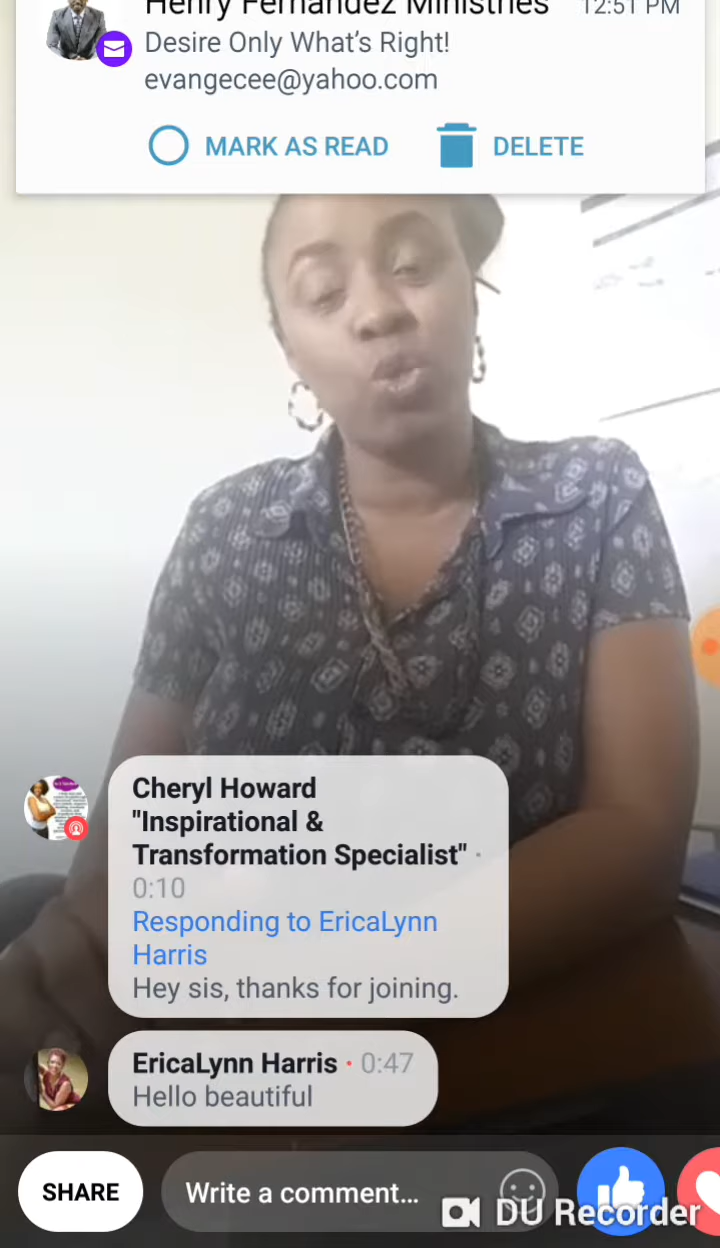 Henry Fernandez Ministries 12:51 PM
Desire Only What's Right!
evangecee@yahoo.com
MARK AS READ DELETE
Cheryl Howard
"Inspirational &
Transformation Specialist" ·
0:10
Responding to EricaLynn
Harris
Hey sis, thanks for joining.
EricaLynn Harris · 0:47
Hello beautiful
SHARE Write a comment...
DU Recorder